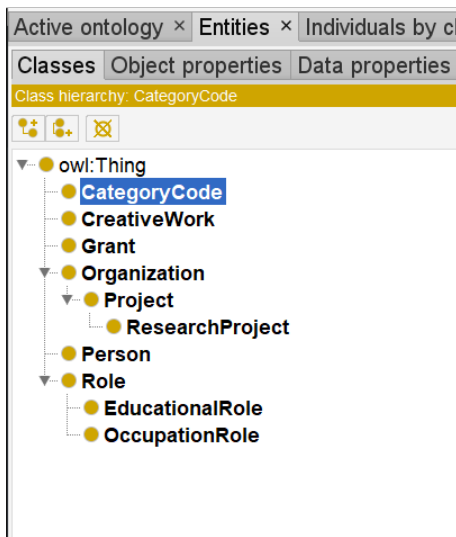 Active ontology × Entities × Individuals by cl
Classes Object properties Data properties
Class hierarchy: CategoryCode
owl:Thing
CategoryCode
CreativeWork
Grant
Organization
Project
ResearchProject
Person
Role
EducationalRole
OccupationRole